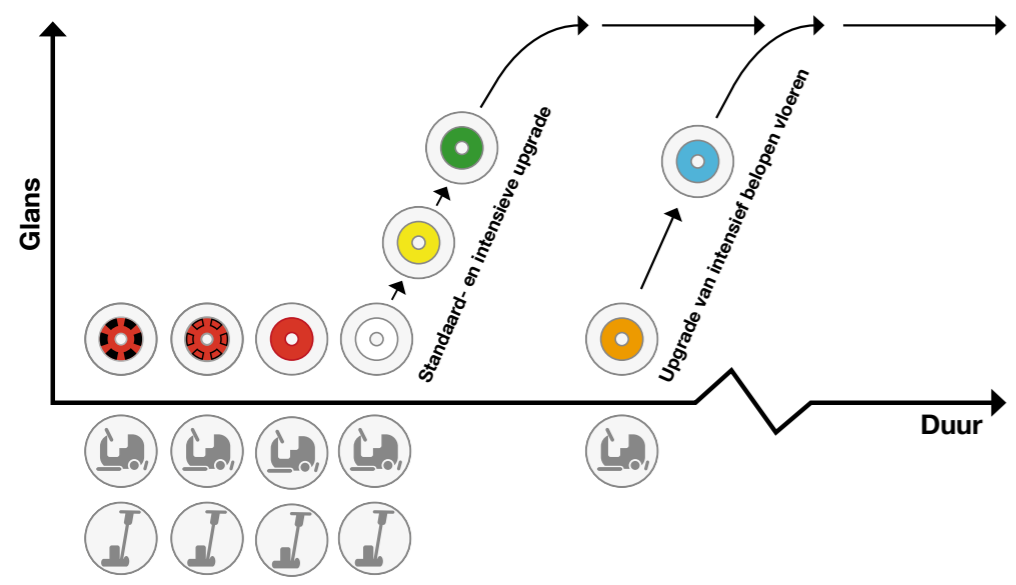 Glans
Standaard- en intensieve upgrade
Upgrade van intensief belopen vloeren
Duur